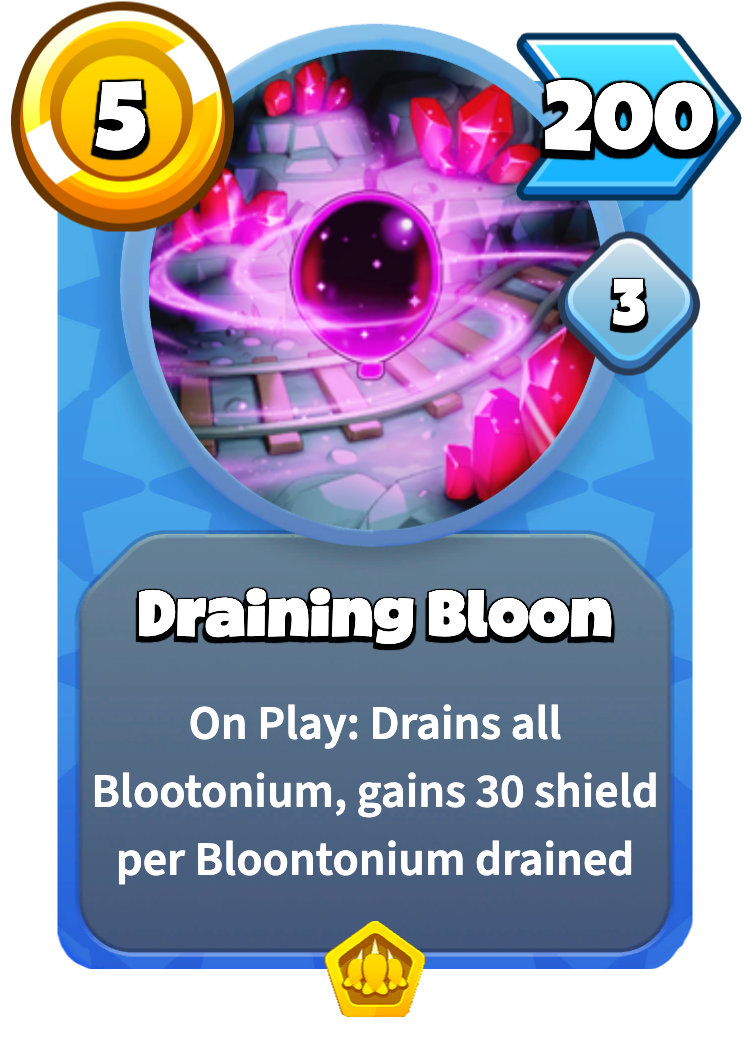 5
200
3
Draining Bloon
On Play: Drains all
Blootonium, gains 30 shield
per Bloontonium drained